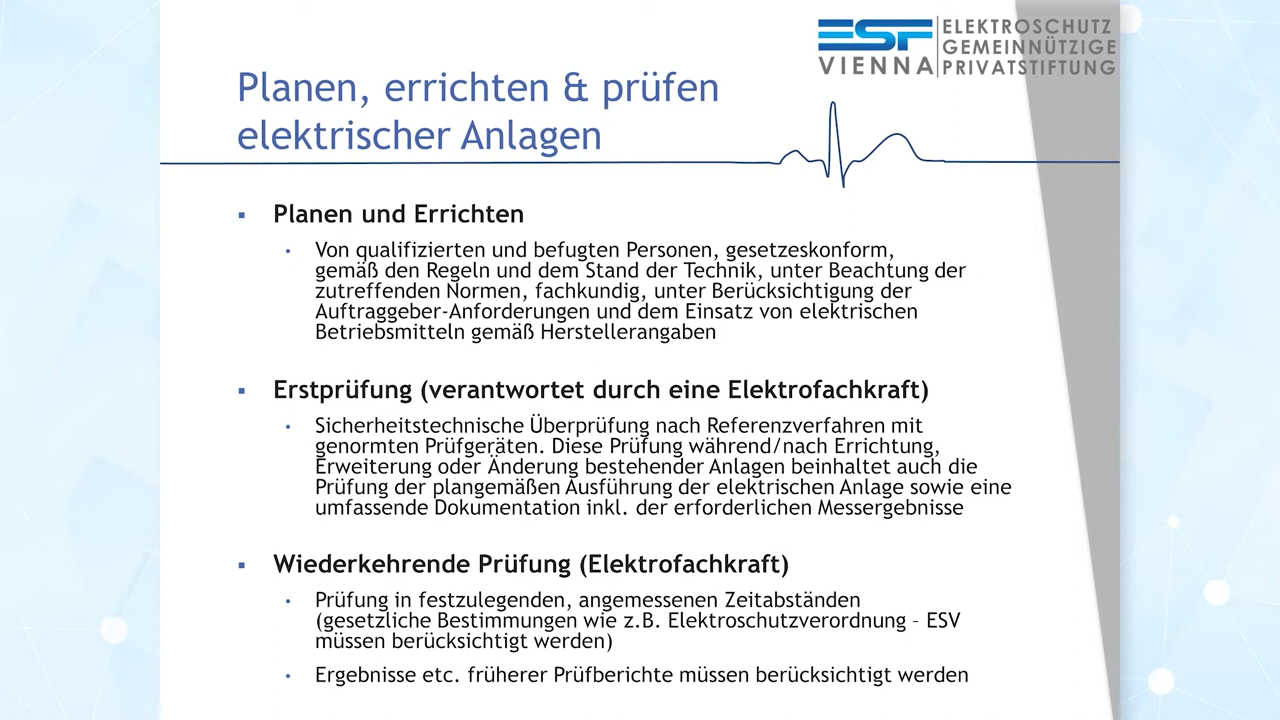 ESF
VIENNA
ELEKTROSCHUTZ
GEMEINNÜTZIGE
PRIVATSTIFTUNG
Planen, errichten & prüfen
elektrischer Anlagen
▪ Planen und Errichten
• Von qualifizierten und befugten Personen, gesetzeskonform,
gemäß den Regeln und dem Stand der Technik, unter Beachtung der
zutreffenden Normen, fachkundig, unter Berücksichtigung der
Auftraggeber-Anforderungen und dem Einsatz von elektrischen
Betriebsmitteln gemäß Herstellerangaben
▪ Erstprüfung (verantwortet durch eine Elektrofachkraft)
• Sicherheitstechnische Überprüfung nach Referenzverfahren mit
genormten Prüfgeräten. Diese Prüfung während/nach Errichtung,
Erweiterung oder Änderung bestehender Anlagen beinhaltet auch die
Prüfung der plangemäßen Ausführung der elektrischen Anlage sowie eine
umfassende Dokumentation inkl. der erforderlichen Messergebnisse
▪ Wiederkehrende Prüfung (Elektrofachkraft)
• Prüfung in festzulegenden, angemessenen Zeitabständen
(gesetzliche Bestimmungen wie z.B. Elektroschutzverordnung – ESV
müssen berücksichtigt werden)
• Ergebnisse etc. früherer Prüfberichte müssen berücksichtigt werden